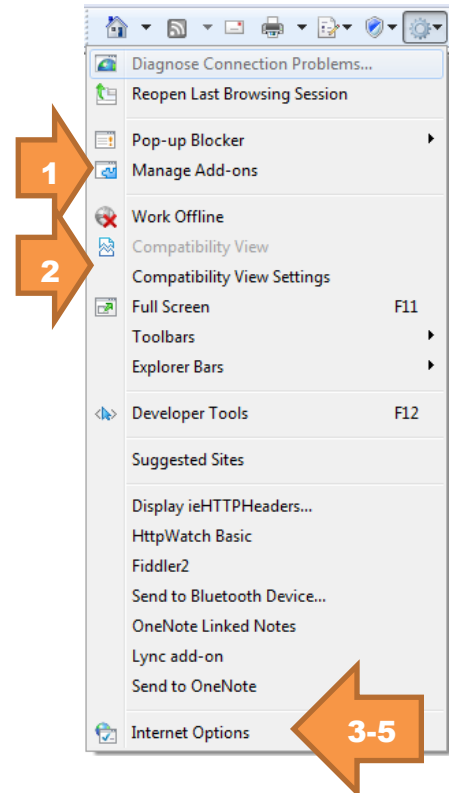 Diagnose Connection Problems...
Reopen Last Browsing Session
Pop-up Blocker
1 Manage Add-ons
Work Offline
Compatibility View
2 Compatibility View Settings
Full Screen F11
Toolbars
Explorer Bars
Developer Tools F12
Suggested Sites
Display ieHTTPHeaders...
HttpWatch Basic
Fiddler2
Send to Bluetooth Device...
OneNote Linked Notes
Lync add-on
Send to OneNote
Internet Options 3-5